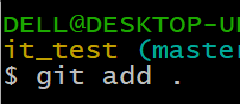 DELL@DESKTOP-U
it_test (master
$ git add .